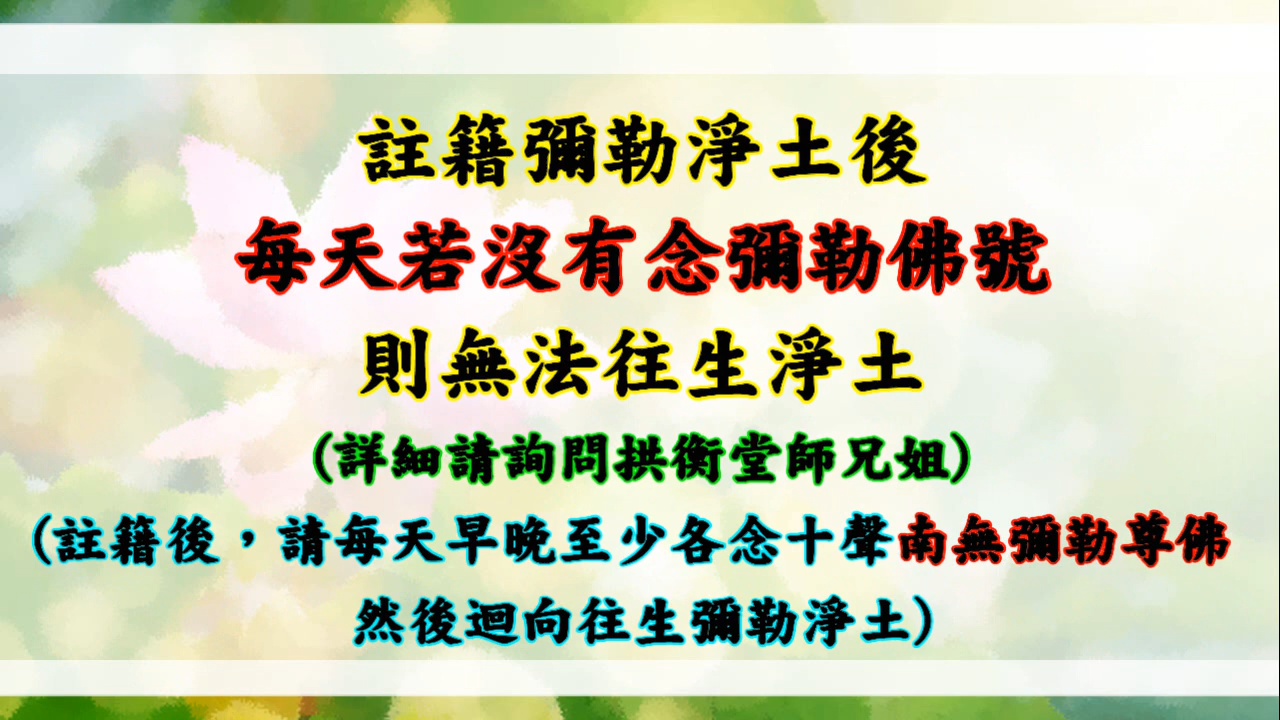 註籍彌勒淨土後
每天若沒有念彌勒佛號
則無法往生淨土
(詳細請詢問拱衡堂師兄姐)
(註籍後，請每天早晚至少各念十聲南無彌勒尊佛
然後迴向往生彌勒淨土)